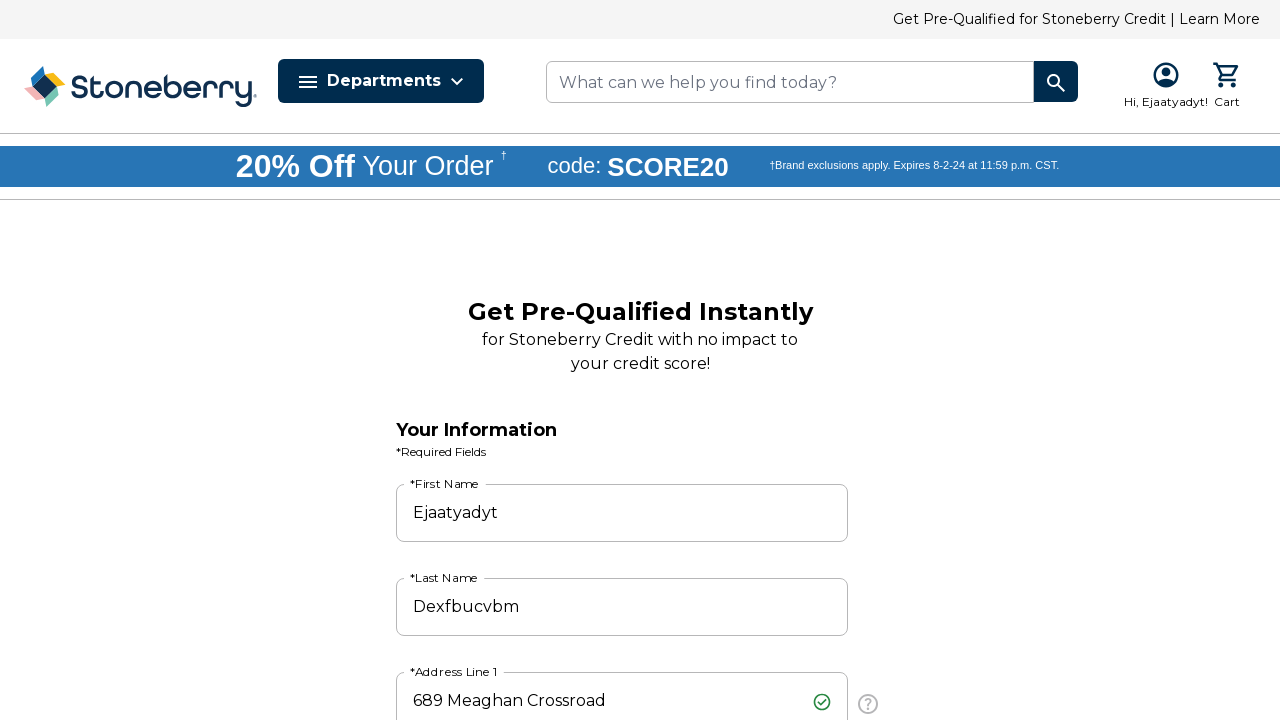 Get Pre-Qualified for Stoneberry Credit | Learn More
Stoneberry®
Departments
What can we help you find today?
Hi, Ejaatyadyt!
Cart
20% Off Your Order †
code: SCORE20
†Brand exclusions apply. Expires 8-2-24 at 11:59 p.m. CST.
Get Pre-Qualified Instantly
for Stoneberry Credit with no impact to
your credit score!
Your Information
*Required Fields
*First Name
Ejaatyadyt
*Last Name
Dexfbucvbm
*Address Line 1
689 Meaghan Crossroad